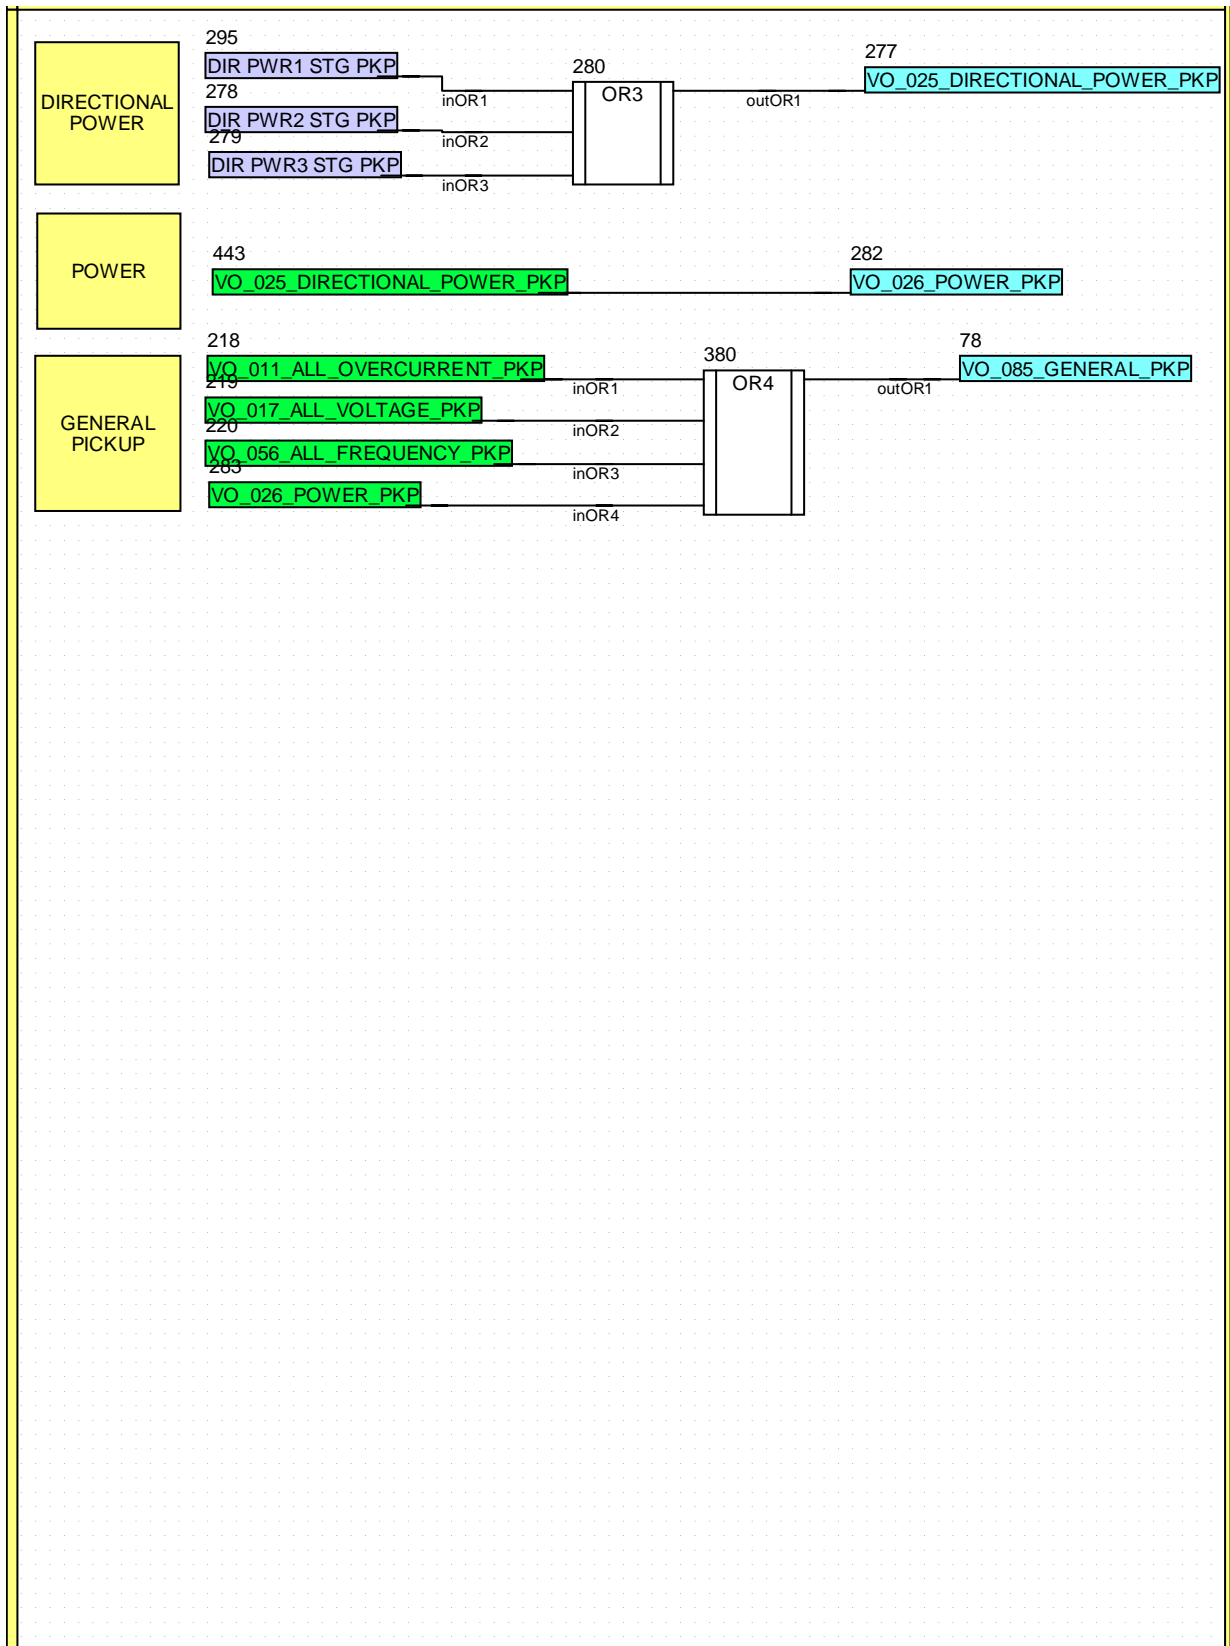 DIRECTIONAL
POWER
295
DIR PWR1 STG PKP
278
DIR PWR2 STG PKP
279
DIR PWR3 STG PKP
inOR1
inOR2
inOR3
280
OR3
outOR1
277
VO_025_DIRECTIONAL_POWER_PKP
POWER
443
VO_025_DIRECTIONAL_POWER_PKP
282
VO_026_POWER_PKP
GENERAL
PICKUP
218
VO_011_ALL_OVERCURRENT_PKP
219
VO_017_ALL_VOLTAGE_PKP
220
VO_056_ALL_FREQUENCY_PKP
283
VO_026_POWER_PKP
inOR1
inOR2
inOR3
inOR4
380
OR4
outOR1
78
VO_085_GENERAL_PKP